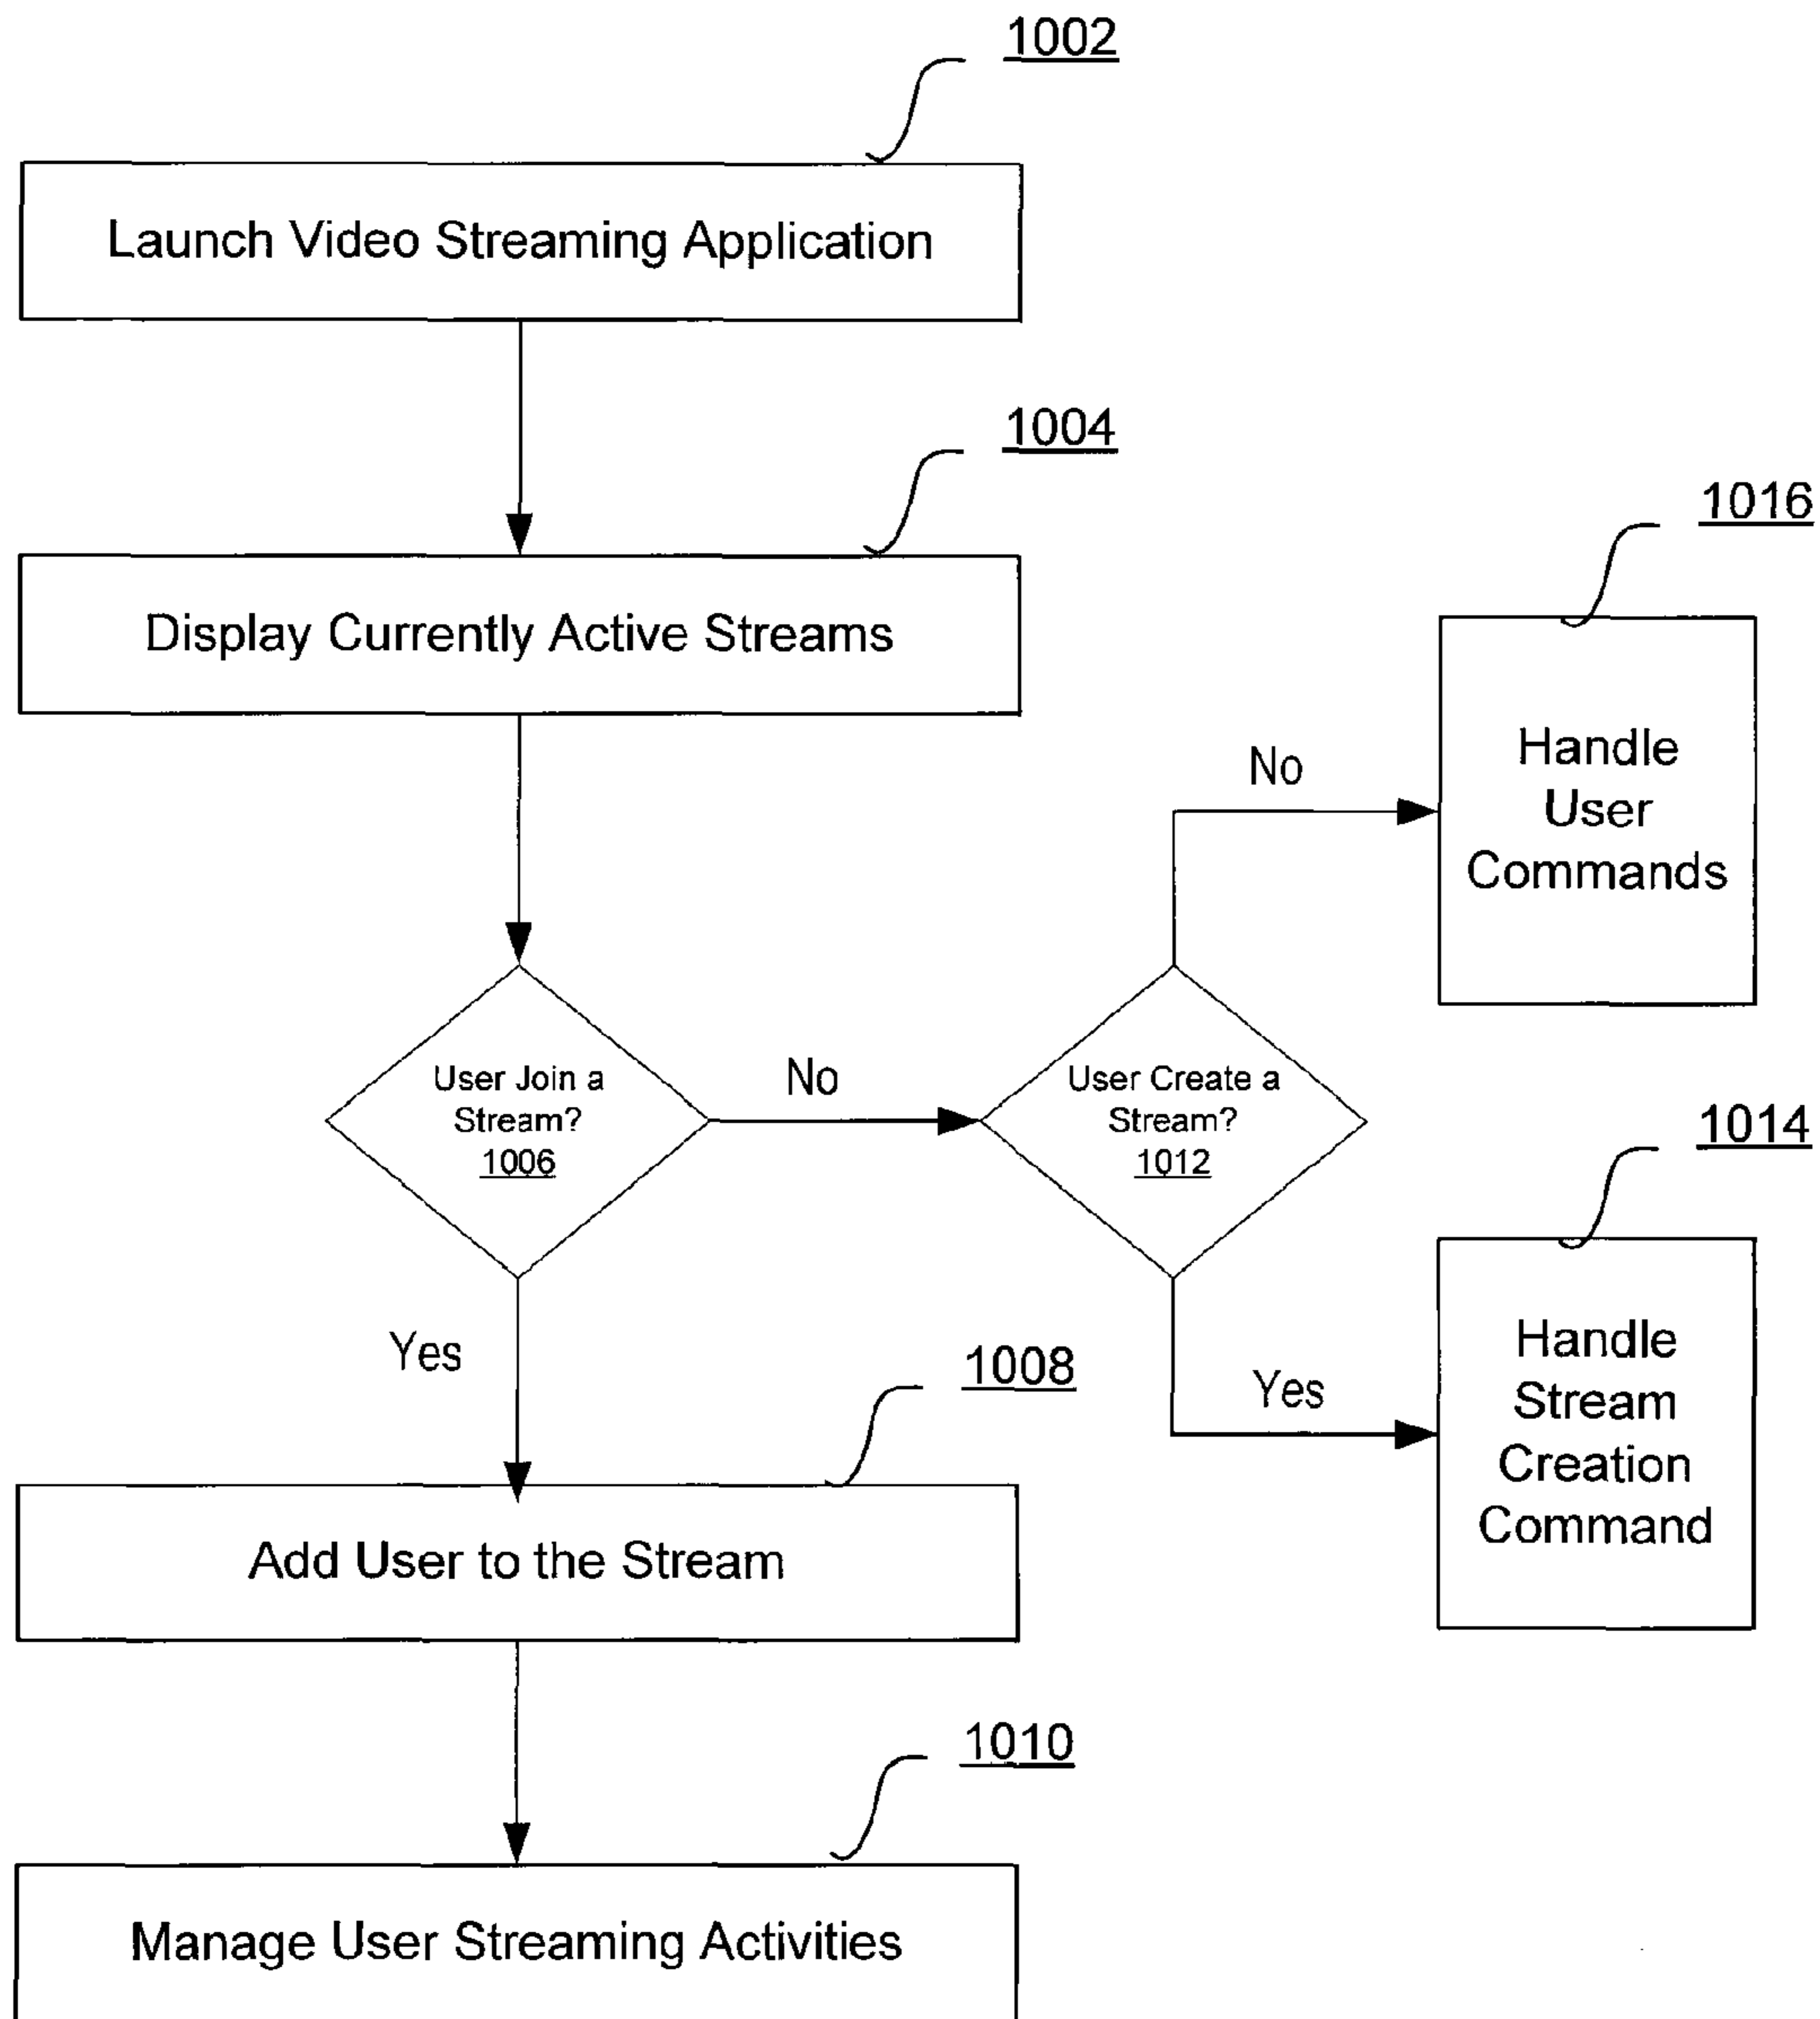 1002
Launch Video Streaming Application
1004
Display Currently Active Streams
1016
Handle
User
Commands
No
User Join a
Stream?
1006
No
User Create a
Stream?
1012
1014
Handle
Stream
Creation
Command
Yes
Yes
1008
Add User to the Stream
1010
Manage User Streaming Activities